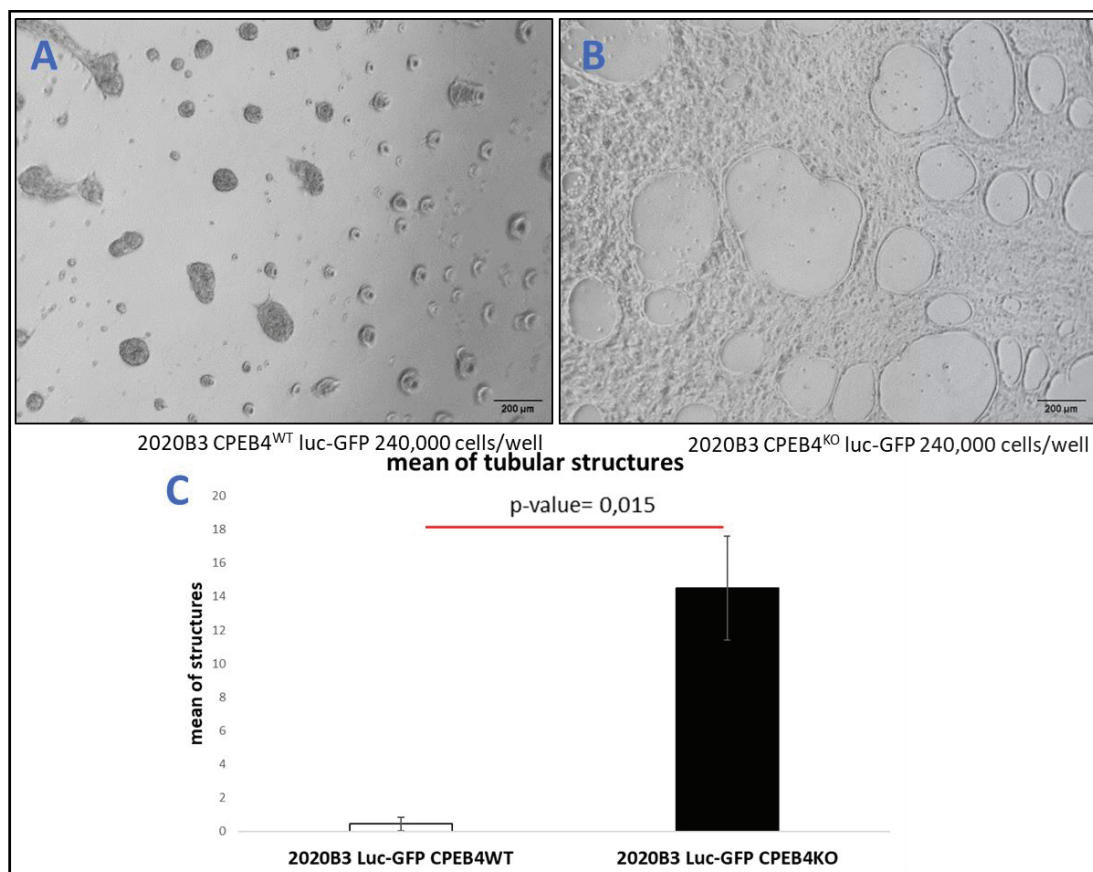 A
B
200 µm
200 µm
2020B3 CPEB4WT luc-GFP 240,000 cells/well
2020B3 CPEB4KO luc-GFP 240,000 cells/well
mean of tubular structures
C
p-value= 0,015
mean of structures
20
18
16
14
12
10
8
6
4
2
0
2020B3 Luc-GFP CPEB4WT
2020B3 Luc-GFP CPEB4KO